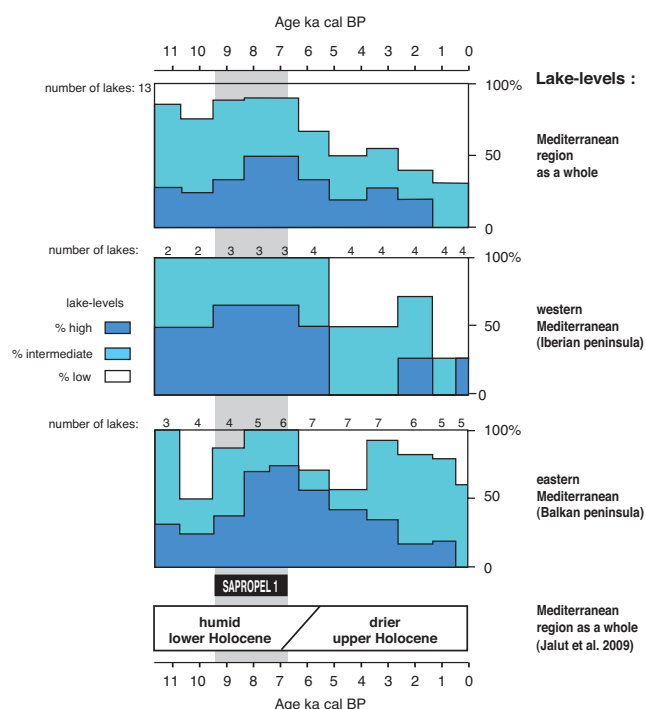 Age ka cal BP
11 10 9 8 7 6 5 4 3 2 1 0
number of lakes: 13
100%
50
0
Lake-levels :
Mediterranean
region
as a whole
number of lakes: 2 2 3 3 3 4 4 4 4 4 4
100%
50
0
lake-levels
% high
% intermediate
% low
western
Mediterranean
(Iberian peninsula)
number of lakes: 3 4 4 5 6 7 7 7 6 5 5
100%
50
0
eastern
Mediterranean
(Balkan peninsula)
SAPROPEL 1
humid
lower Holocene
drier
upper Holocene
Mediterranean
region as a whole
(Jalut et al. 2009)
11 10 9 8 7 6 5 4 3 2 1 0
Age ka cal BP